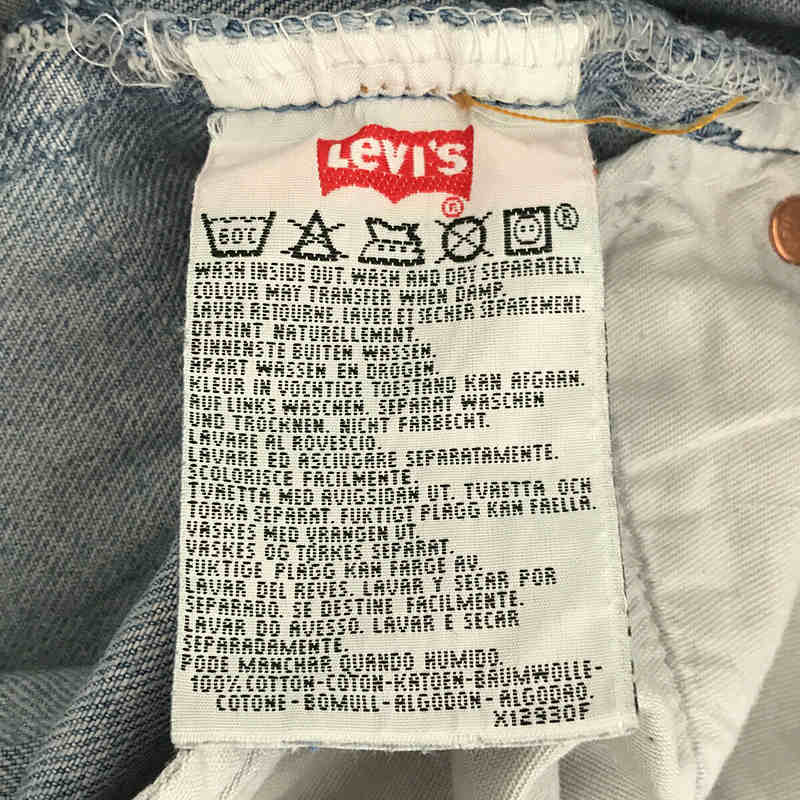 LEVI'S
R
60C
®
WASH INSIDE OUT. WASH AND DRY SEPARATELY.
COLOUR MAY TRANSFER WHEN DAMP.
LAVER RETOURNE. LAVER ET SECHER SEPAREMENT.
DETEINT NATURELLEMENT.
BINNENSTE BUITEN WASSEN.
APART WASSEN EN DROGEN.
KLEUR IN VOCHTIGE TOESTAND KAN AFGAAN.
AUF LINKS WASCHEN. SEPARAT WASCHEN
UND TROCKNEN. NICHT FARBECHT.
LAVARE AL ROVESCIO.
LAVARE ED ASCIUGARE SEPARATAMENTE.
SCOLORISCE FACILMENTE.
TVAETTA MED AVIGSIDAN UT. TVAETTA OCH
TORKA SEPARAT. FUKTIGT PLAGG KAN FAELLA.
VASKES MED VRANGEN UT.
VASKES OG TORKES SEPARAT.
FUKTIGE PLAGG KAN FARGE AV.
LAVAR DEL REVES. LAVAR Y SECAR POR
SEPARADO. SE DESTINE FACILMENTE.
LAVAR DO AVESSO. LAVAR E SECAR
SEPARADAMENTE.
PODE MANCHAR QUANDO HUMIDO.
100% COTTON-COTON-KATOEN-BAUMWOLLE-
COTONE-BOMULL-ALGODON-ALGODAO.
X12930F